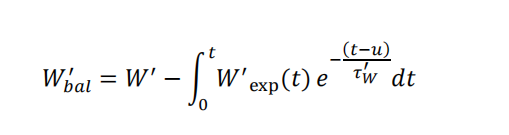 W'bal = W' − ∫₀ᵗ W'exp(t) e^(−(t−u)/τ'W) dt